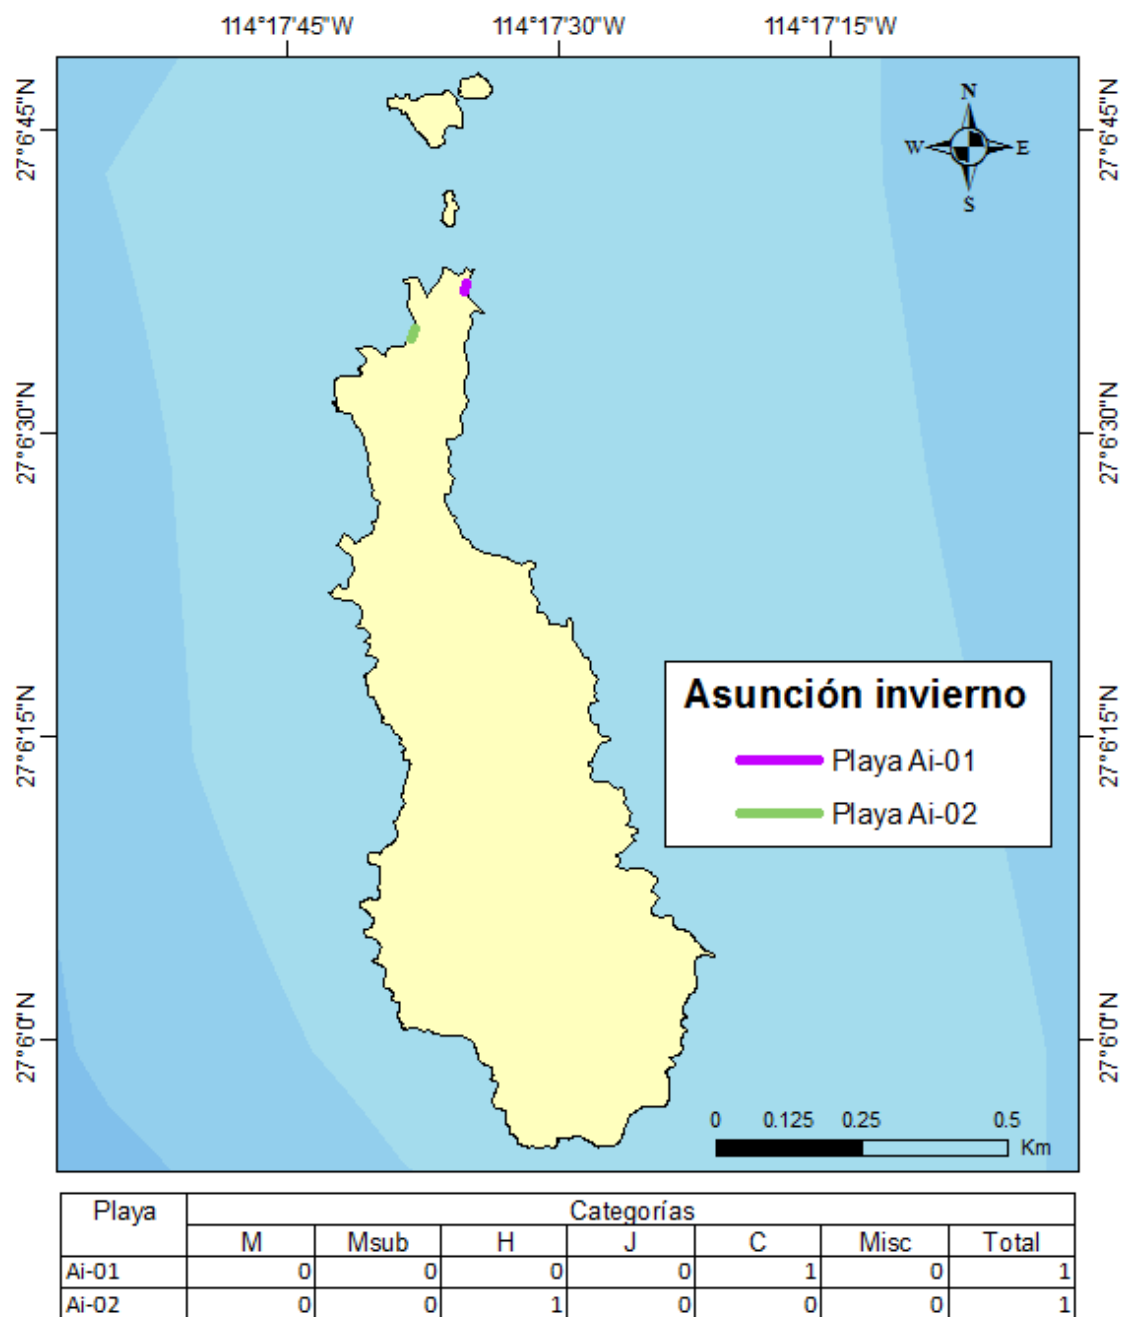 114°17'45"W 114°17'30"W 114°17'15"W
27°6'45"N 27°6'45"N
N
W E
S
27°6'30"N 27°6'30"N
Asunción invierno
27°6'15"N 27°6'15"N
Playa Ai-01
Playa Ai-02
27°6'0"N 27°6'0"N
0 0.125 0.25 0.5
Km
Playa Categorías
M Msub H J C Misc Total
Ai-01 0 0 0 0 1 0 1
Ai-02 0 0 1 0 0 0 1